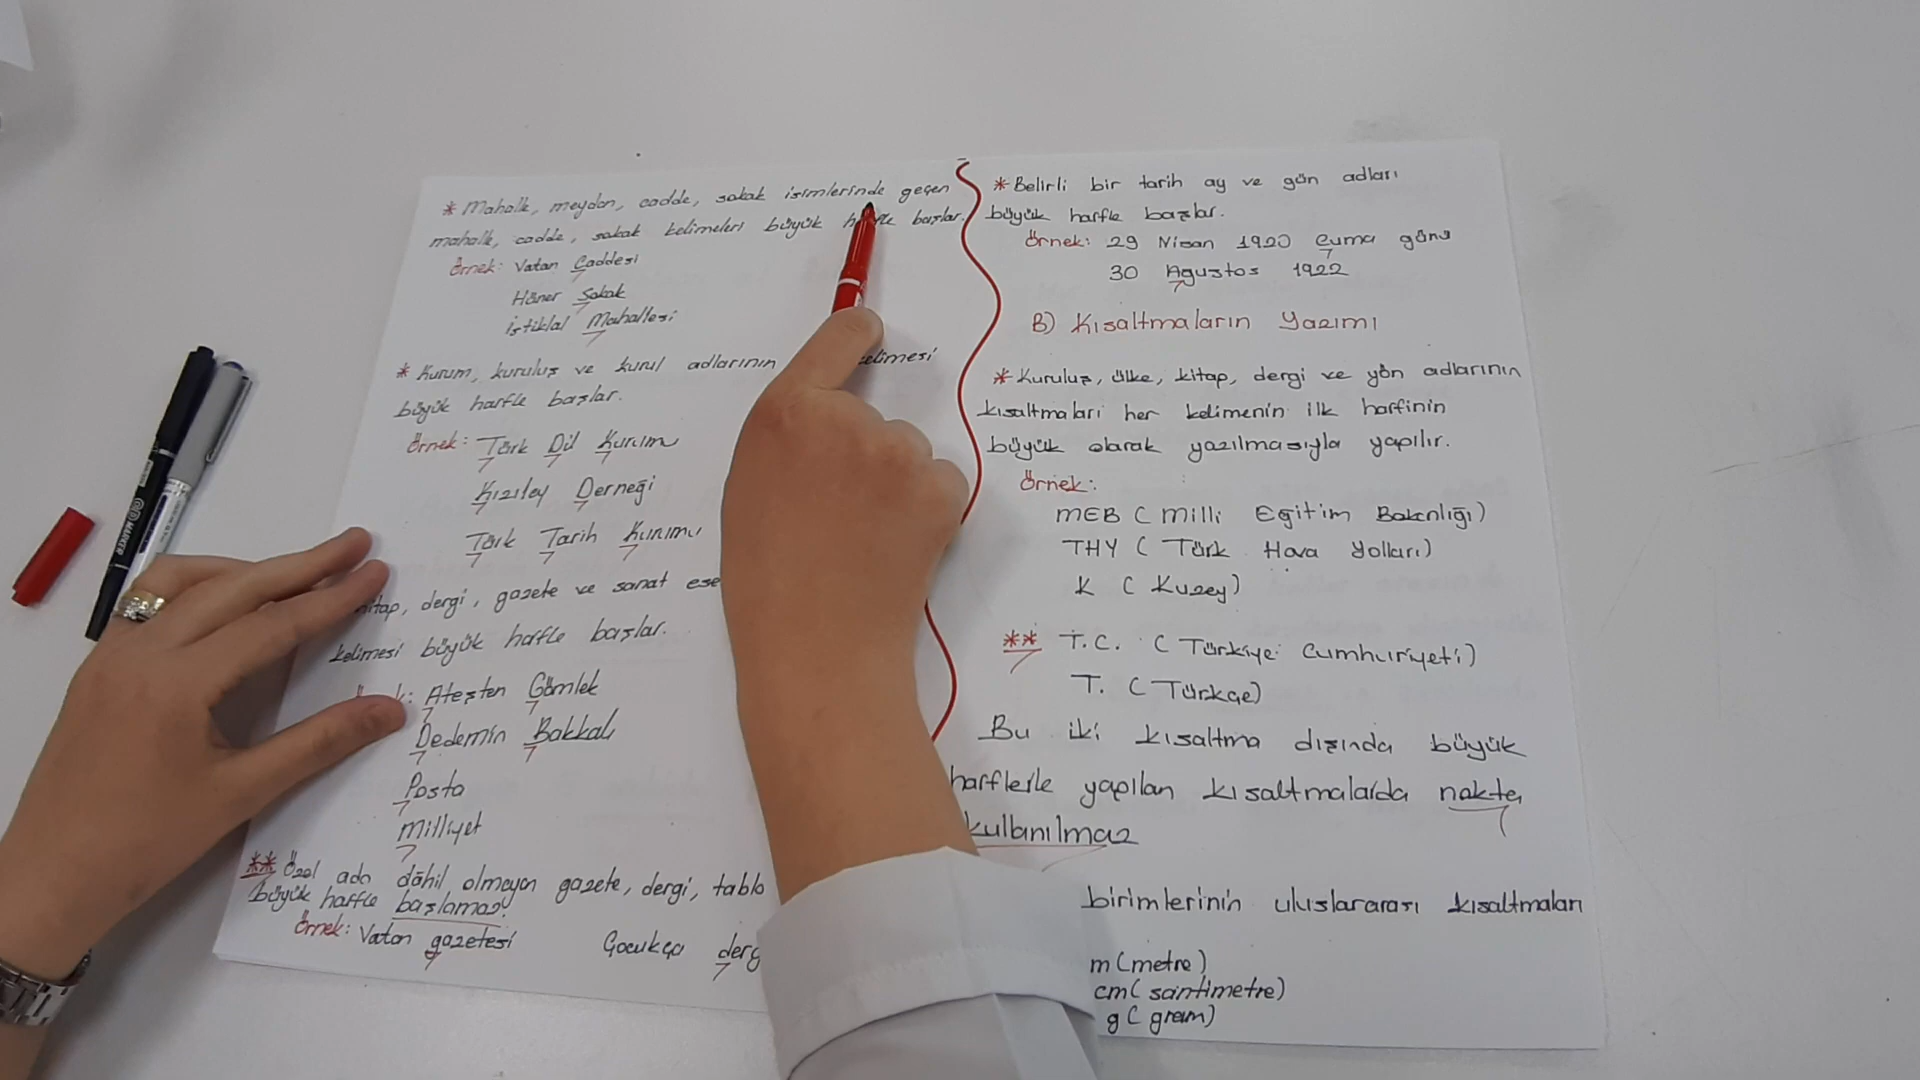 * Mahalle, meydan, cadde, sokak isimlerinde geçen
mahalle, cadde, sokak kelimeleri büyük başlar.
Örnek: Vatan Caddesi
Hüner Sokak
İstiklal Mahallesi
* Kurum, kuruluş ve kurul adlarının kelimesi
büyük harfle başlar.
Örnek: Türk Dil Kurum
Kızılay Derneği
Türk Tarih Kurumu
dergi, gazete ve sanat
kelimesi büyük harfle başlar.
Ateşten Gömlek
Dedemin Bakkalı
Posta
Milliyet
** Özel ada dâhil olmayan gazete, dergi, tablo
büyük harfle başlamaz.
Örnek: Vatan gazetesi Çocukça
* Belirli bir tarih ay ve gün adları
büyük harfle başlar.
Örnek: 29 Nisan 1920 Cuma günü
30 Ağustos 1922
B) Kısaltmaların Yazımı
* Kuruluş, ülke, kitap, dergi ve yön adlarının
kısaltmaları her kelimenin ilk harfinin
büyük olarak yazılmasıyla yapılır.
Örnek:
MEB ( Milli Eğitim Bakanlığı)
THY ( Türk Hava Yolları)
K ( Kuzey)
** T.C. ( Türkiye Cumhuriyeti)
T. ( Türkçe)
Bu iki kısaltma dışında büyük
harflerle yapılan kısaltmalarda nokta
kullanılmaz
birimlerinin uluslararası kısaltmaları
m (metre)
cm( santimetre)
g ( gram)